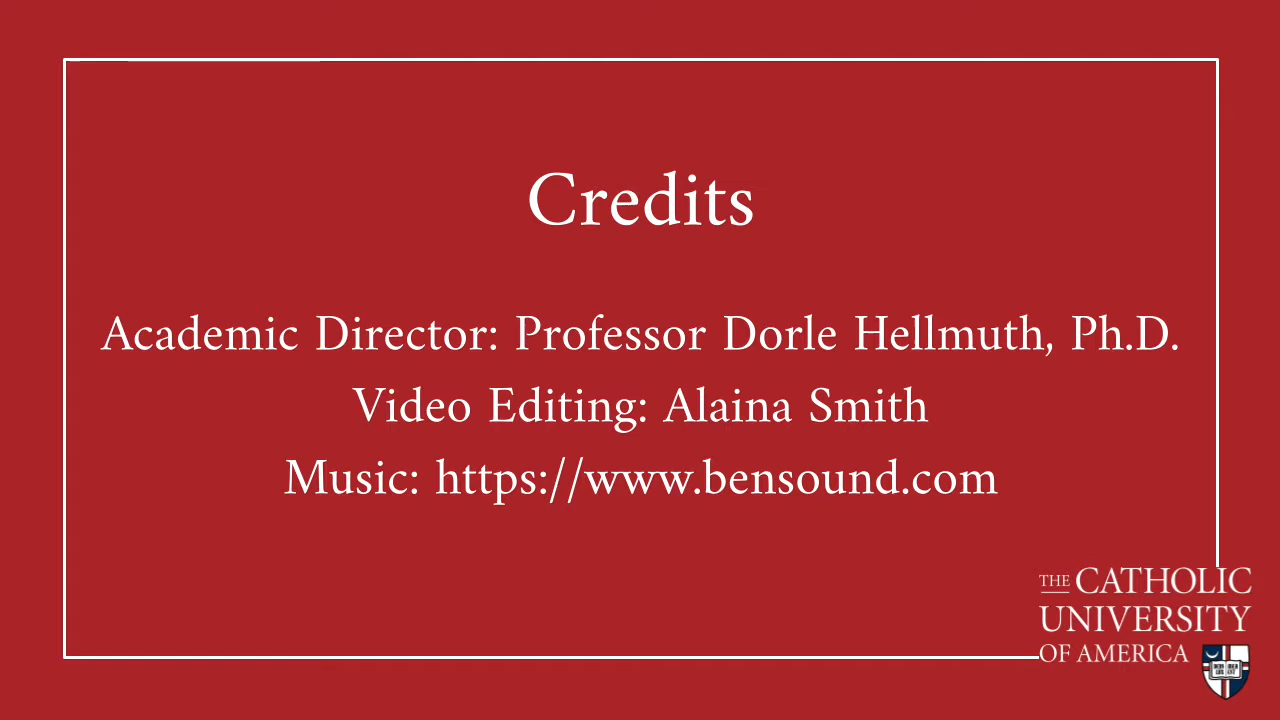 Credits
Academic Director: Professor Dorle Hellmuth, Ph.D.
Video Editing: Alaina Smith
Music: https://www.bensound.com
THE CATHOLIC
UNIVERSITY
OF AMERICA